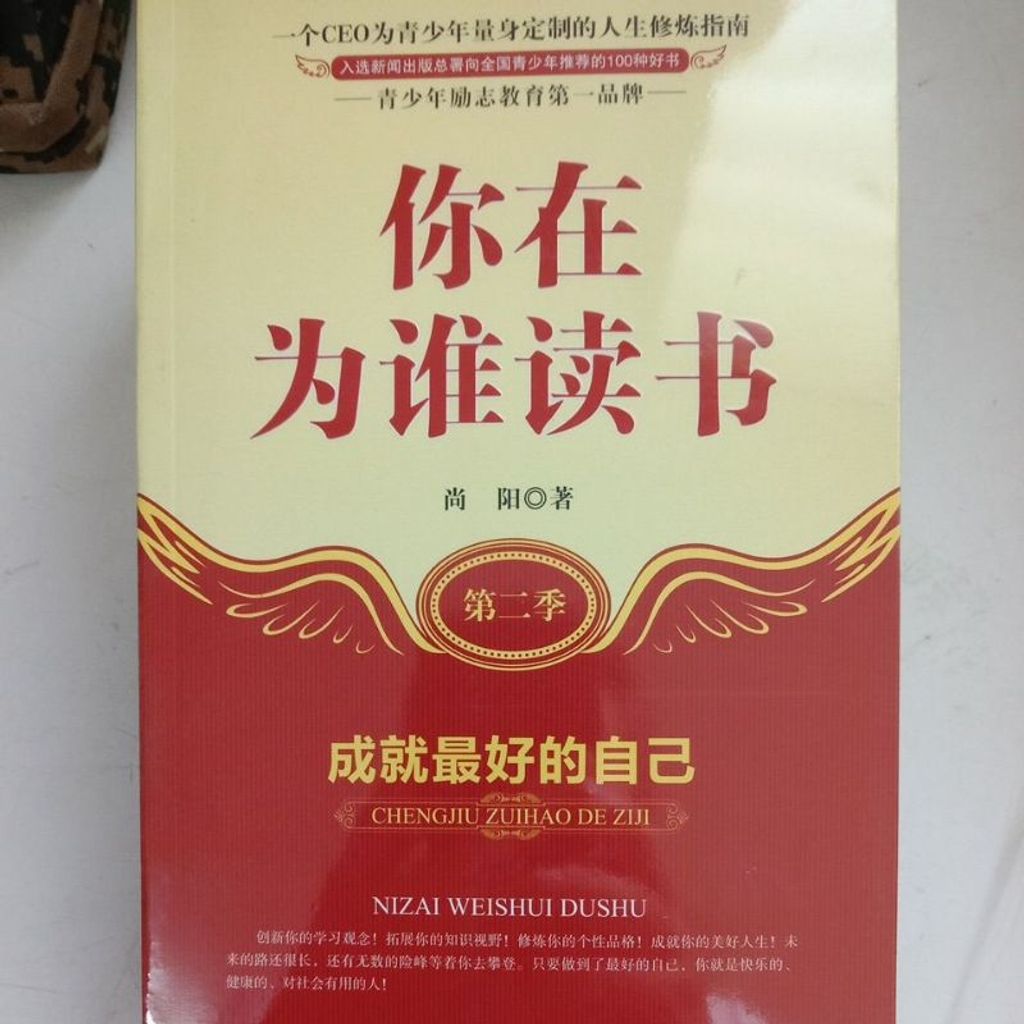 一个CEO为青少年量身定制的人生修炼指南
入选新闻出版总署向全国青少年推荐的100种好书
青少年励志教育第一品牌
你在
为谁读书
尚 阳◎著
第二季
成就最好的自己
CHENGJIU ZUIHAO DE ZIJI
NIZAI WEISHUI DUSHU
创新你的学习观念！拓展你的知识视野！修炼你的个性品格！成就你的美好人生！未
来的路还很长，还有无数的险峰等着你去攀登。只要做到了最好的自己，你就是快乐的、
健康的、对社会有用的人！